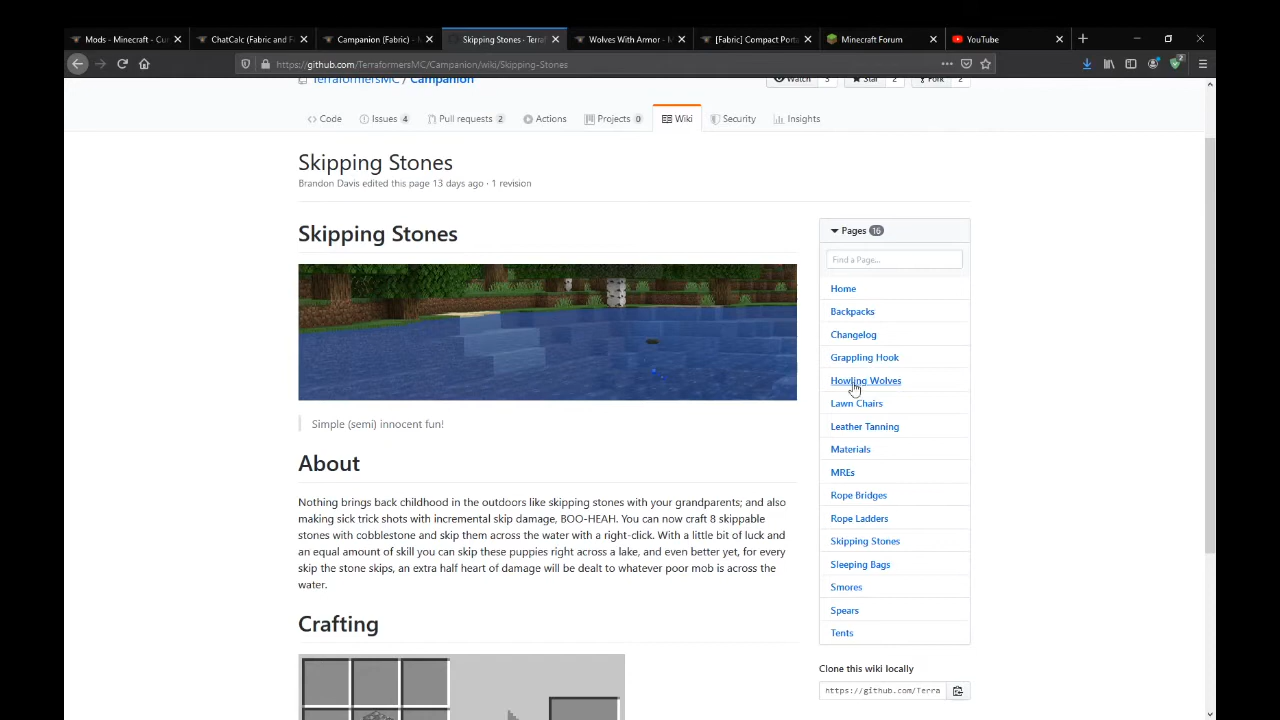 Mods - Minecraft - Cu
ChatCalc (Fabric and F
Campanion (Fabric) -
Skipping Stones · Terraf
Wolves With Armor - M
[Fabric] Compact Porta
Minecraft Forum
YouTube
https://github.com/TerraformersMC/Campanion/wiki/Skipping-Stones
TerraformersMC / Campanion
Watch 3
Star 2
Fork 2
Code
Issues 4
Pull requests 2
Actions
Projects 0
Wiki
Security
Insights
Skipping Stones
Brandon Davis edited this page 13 days ago · 1 revision
Skipping Stones
Simple (semi) innocent fun!
About
Nothing brings back childhood in the outdoors like skipping stones with your grandparents; and also
making sick trick shots with incremental skip damage, BOO-HEAH. You can now craft 8 skippable
stones with cobblestone and skip them across the water with a right-click. With a little bit of luck and
an equal amount of skill you can skip these puppies right across a lake, and even better yet, for every
skip the stone skips, an extra half heart of damage will be dealt to whatever poor mob is across the
water.
Crafting
Pages 16
Find a Page...
Home
Backpacks
Changelog
Grappling Hook
Howling Wolves
Lawn Chairs
Leather Tanning
Materials
MREs
Rope Bridges
Rope Ladders
Skipping Stones
Sleeping Bags
Smores
Spears
Tents
Clone this wiki locally
https://github.com/Terra